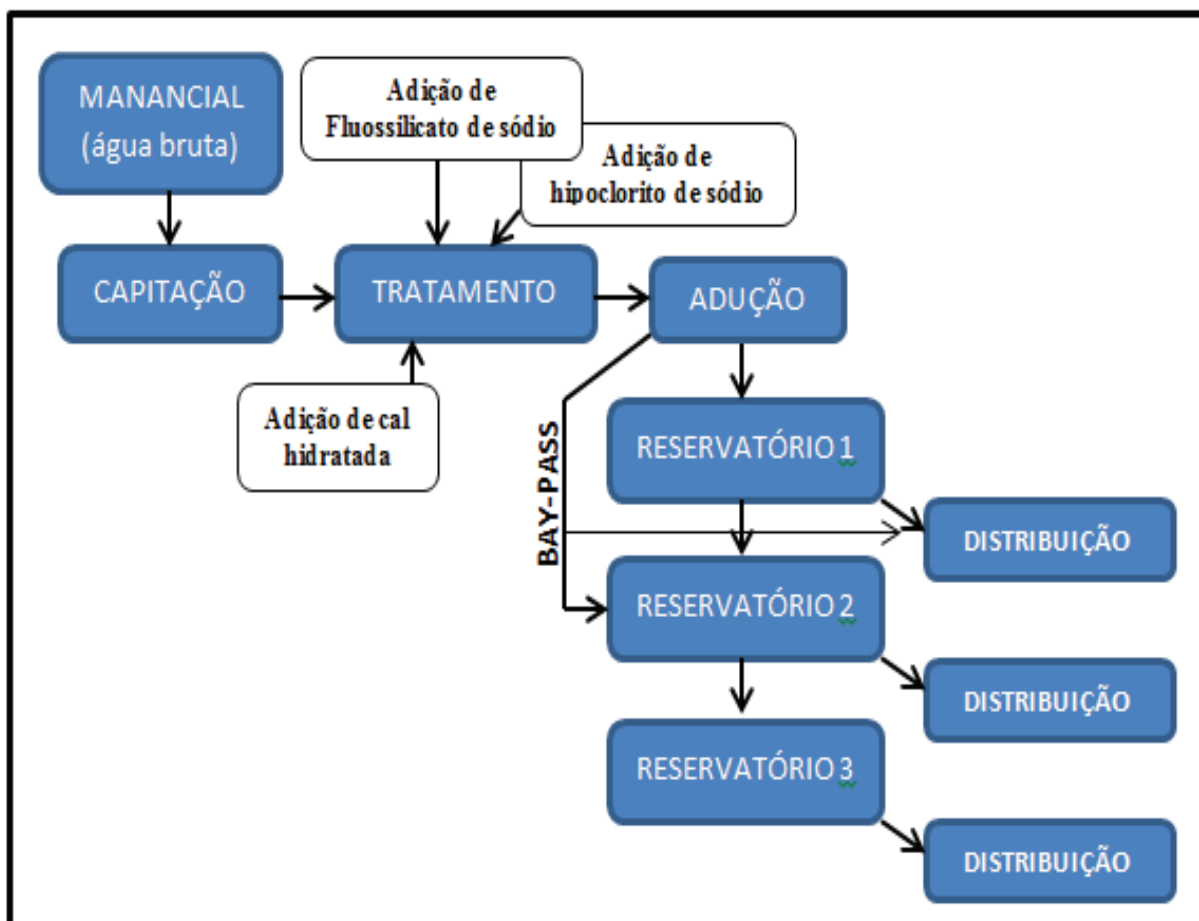 MANANCIAL
(água bruta)
Adição de
Fluossilicato de sódio
Adição de
hipoclorito de sódio
CAPITAÇÃO
TRATAMENTO
ADUÇÃO
Adição de cal
hidratada
BAY-PASS
RESERVATÓRIO 1
DISTRIBUIÇÃO
RESERVATÓRIO 2
DISTRIBUIÇÃO
RESERVATÓRIO 3
DISTRIBUIÇÃO